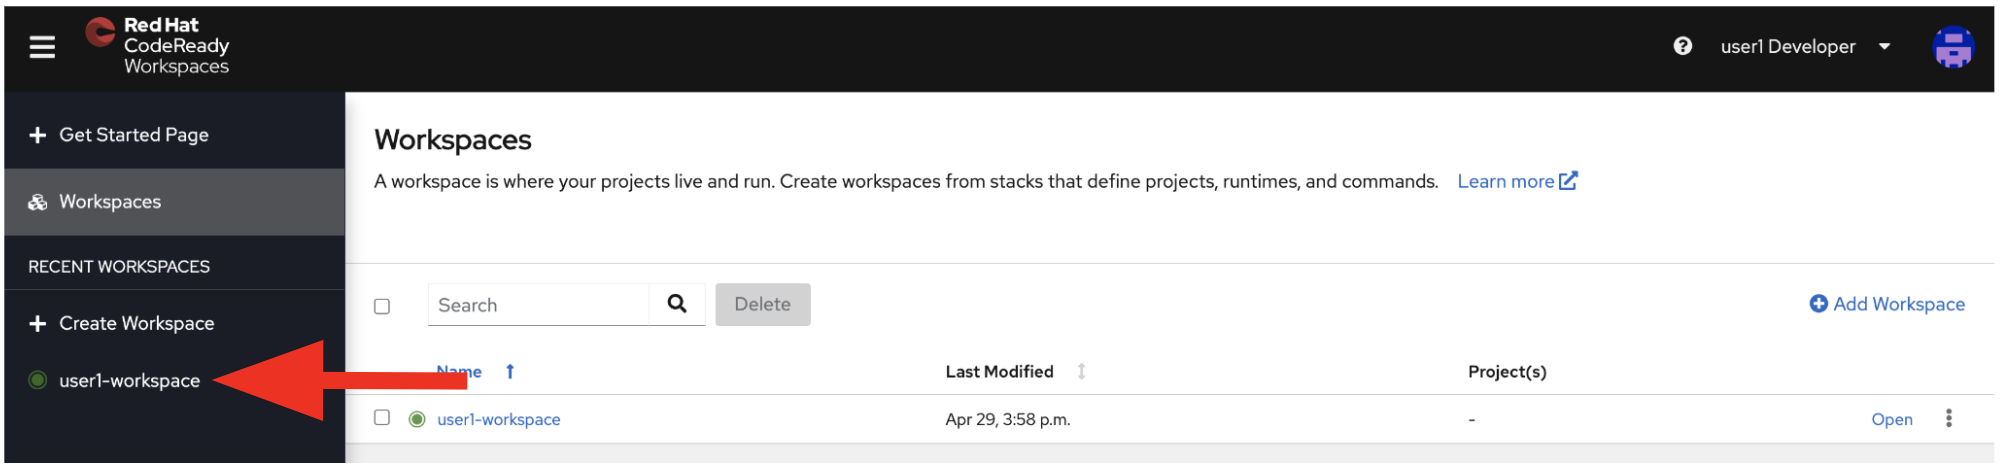 Red Hat
CodeReady
Workspaces
user1 Developer
Get Started Page
Workspaces
RECENT WORKSPACES
Create Workspace
user1-workspace
Workspaces
A workspace is where your projects live and run. Create workspaces from stacks that define projects, runtimes, and commands. Learn more
Search Delete Add Workspace
Name Last Modified Project(s)
user1-workspace Apr 29, 3:58 p.m. - Open